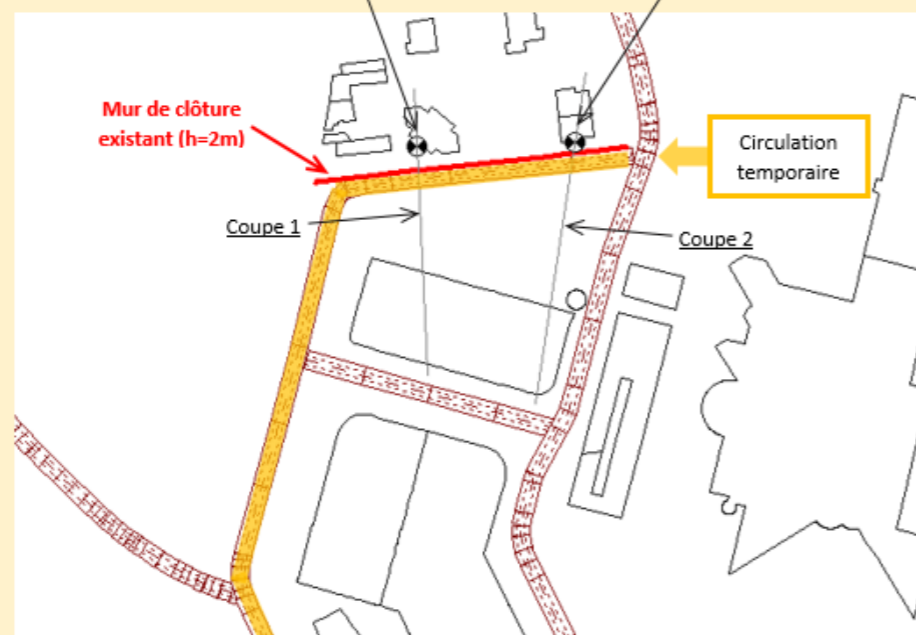 Mur de clôture
existant (h=2m)
Circulation
temporaire
Coupe 1
Coupe 2